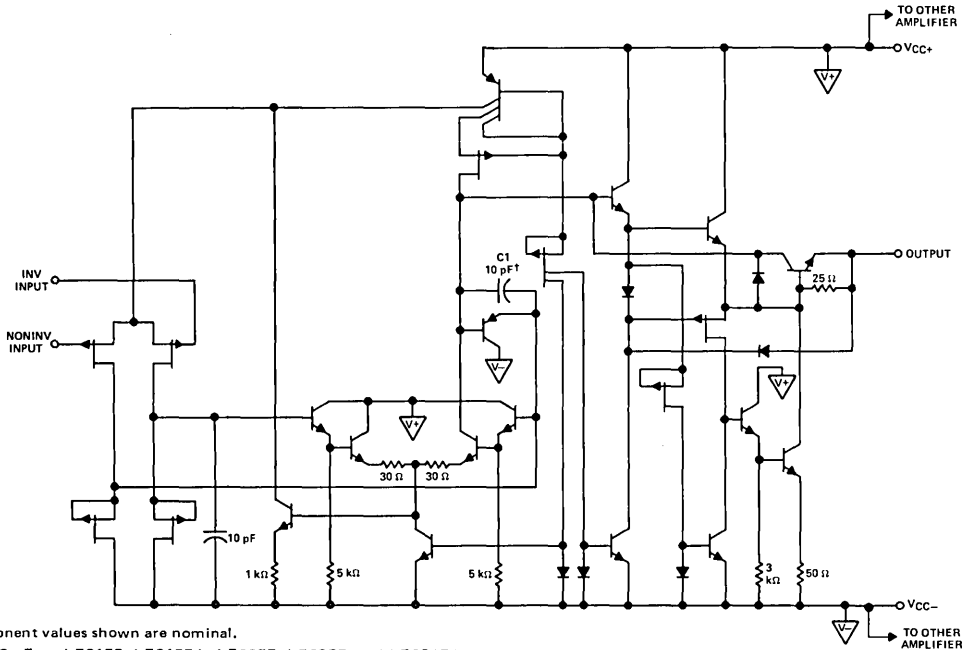 TO OTHER
AMPLIFIER
VCC+
V+
C1
10 pF†
OUTPUT
25 Ω
INV
INPUT
NONINV
INPUT
V−
V+
V+
30 Ω
30 Ω
10 pF
1 kΩ
5 kΩ
5 kΩ
3
kΩ
50 Ω
VCC−
V−
TO OTHER
AMPLIFIER
onent values shown are nominal.